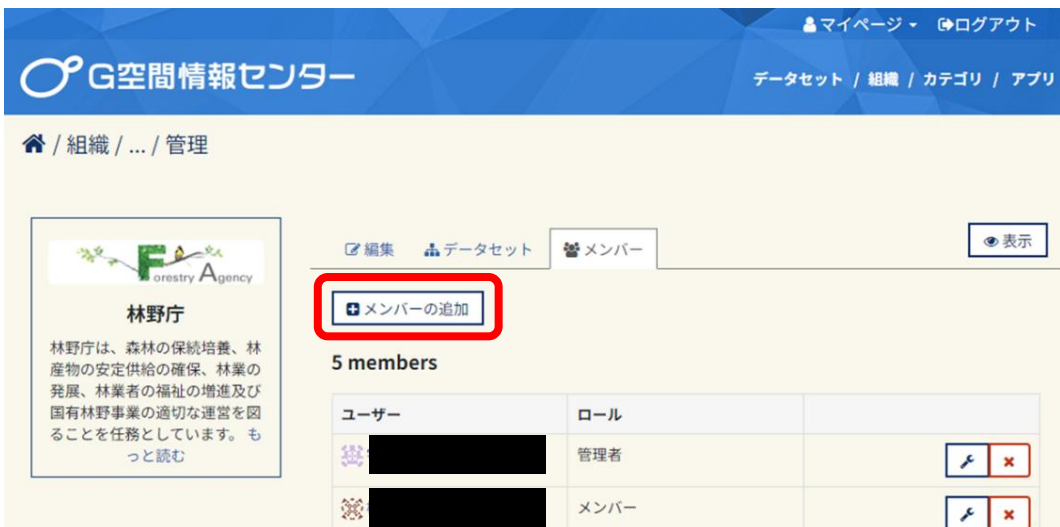 マイページ ログアウト
G空間情報センター
データセット / 組織 / カテゴリ / アプリ
/ 組織 / ... / 管理
Forestry Agency
林野庁
林野庁は、森林の保続培養、林
産物の安定供給の確保、林業の
発展、林業者の福祉の増進及び
国有林野事業の適切な運営を図
ることを任務としています。 も
っと読む
編集 データセット メンバー
表示
メンバーの追加
5 members
ユーザー ロール
管理者
メンバー